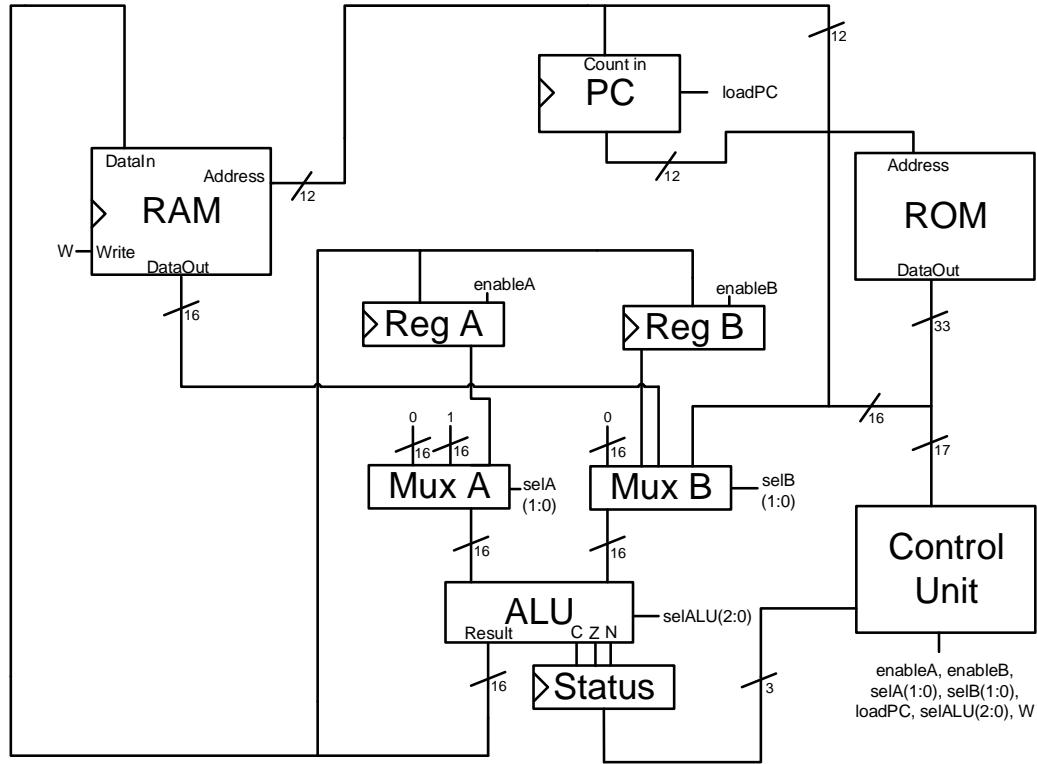 12
Count in
PC
loadPC
DataIn
Address
12
RAM
W
Write
DataOut
16
12
Address
ROM
DataOut
33
enableA
Reg A
enableB
Reg B
0
16
1
16
0
16
16
17
Mux A
selA
(1:0)
Mux B
selB
(1:0)
16
16
Control
Unit
ALU
Result
C Z N
selALU(2:0)
16
Status
3
enableA, enableB,
selA(1:0), selB(1:0),
loadPC, selALU(2:0), W